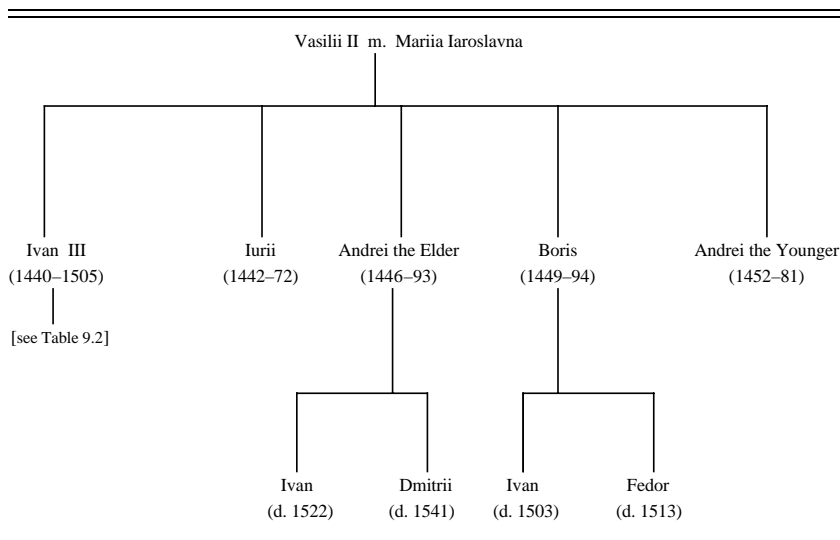 Vasilii II m. Mariia Iaroslavna
Ivan III Iurii Andrei the Elder Boris Andrei the Younger
(1440–1505) (1442–72) (1446–93) (1449–94) (1452–81)
[see Table 9.2]
Ivan Dmitrii Ivan Fedor
(d. 1522) (d. 1541) (d. 1503) (d. 1513)